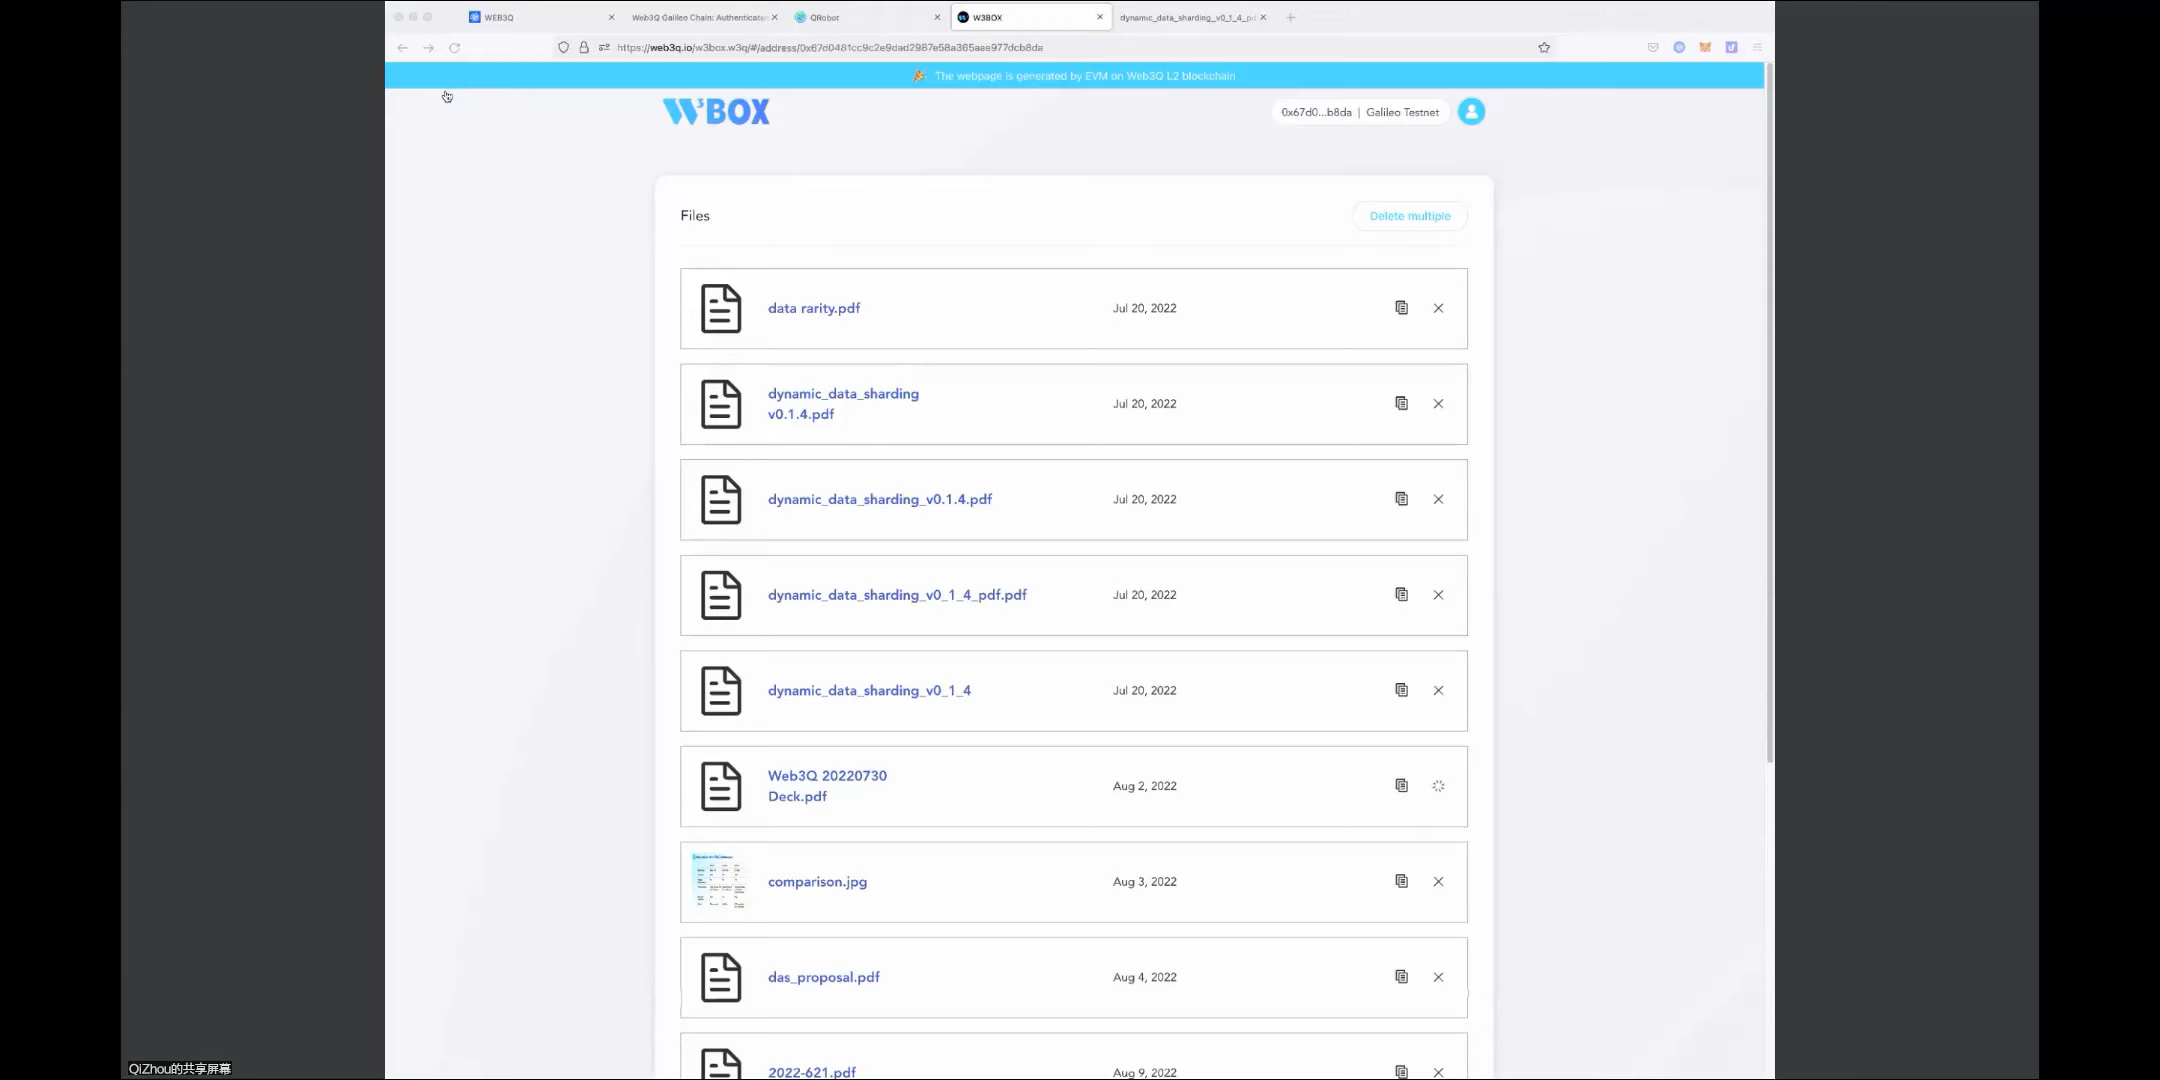 WEB3Q
Web3Q Galileo Chain: Authenticate
QRobot
W3BOX
dynamic_data_sharding_v0_1_4_pd
https://web3q.io/w3box.w3q/#/address/0x67d0481cc9c2e9dad2987e58a365aae977dcb8da
The webpage is generated by EVM on Web3Q L2 blockchain
W3BOX
0x67d0...b8da | Galileo Testnet
Files
Delete multiple
data rarity.pdf
Jul 20, 2022
dynamic_data_sharding
v0.1.4.pdf
Jul 20, 2022
dynamic_data_sharding_v0.1.4.pdf
Jul 20, 2022
dynamic_data_sharding_v0_1_4_pdf.pdf
Jul 20, 2022
dynamic_data_sharding_v0_1_4
Jul 20, 2022
Web3Q 20220730
Deck.pdf
Aug 2, 2022
comparison.jpg
Aug 3, 2022
das_proposal.pdf
Aug 4, 2022
2022-621.pdf
Aug 9, 2022
QiZhou的共享屏幕